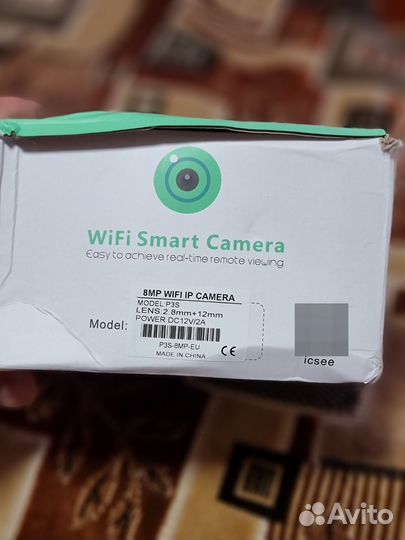 WiFi Smart Camera
Easy to achieve real-time remote viewing
8MP WIFI IP CAMERA
MODEL:P3S
LENS:2.8mm+12mm
POWER:DC12V/2A
Model:
P3S-8MP-EU
MADE IN CHINA
CE
icsee
Avito